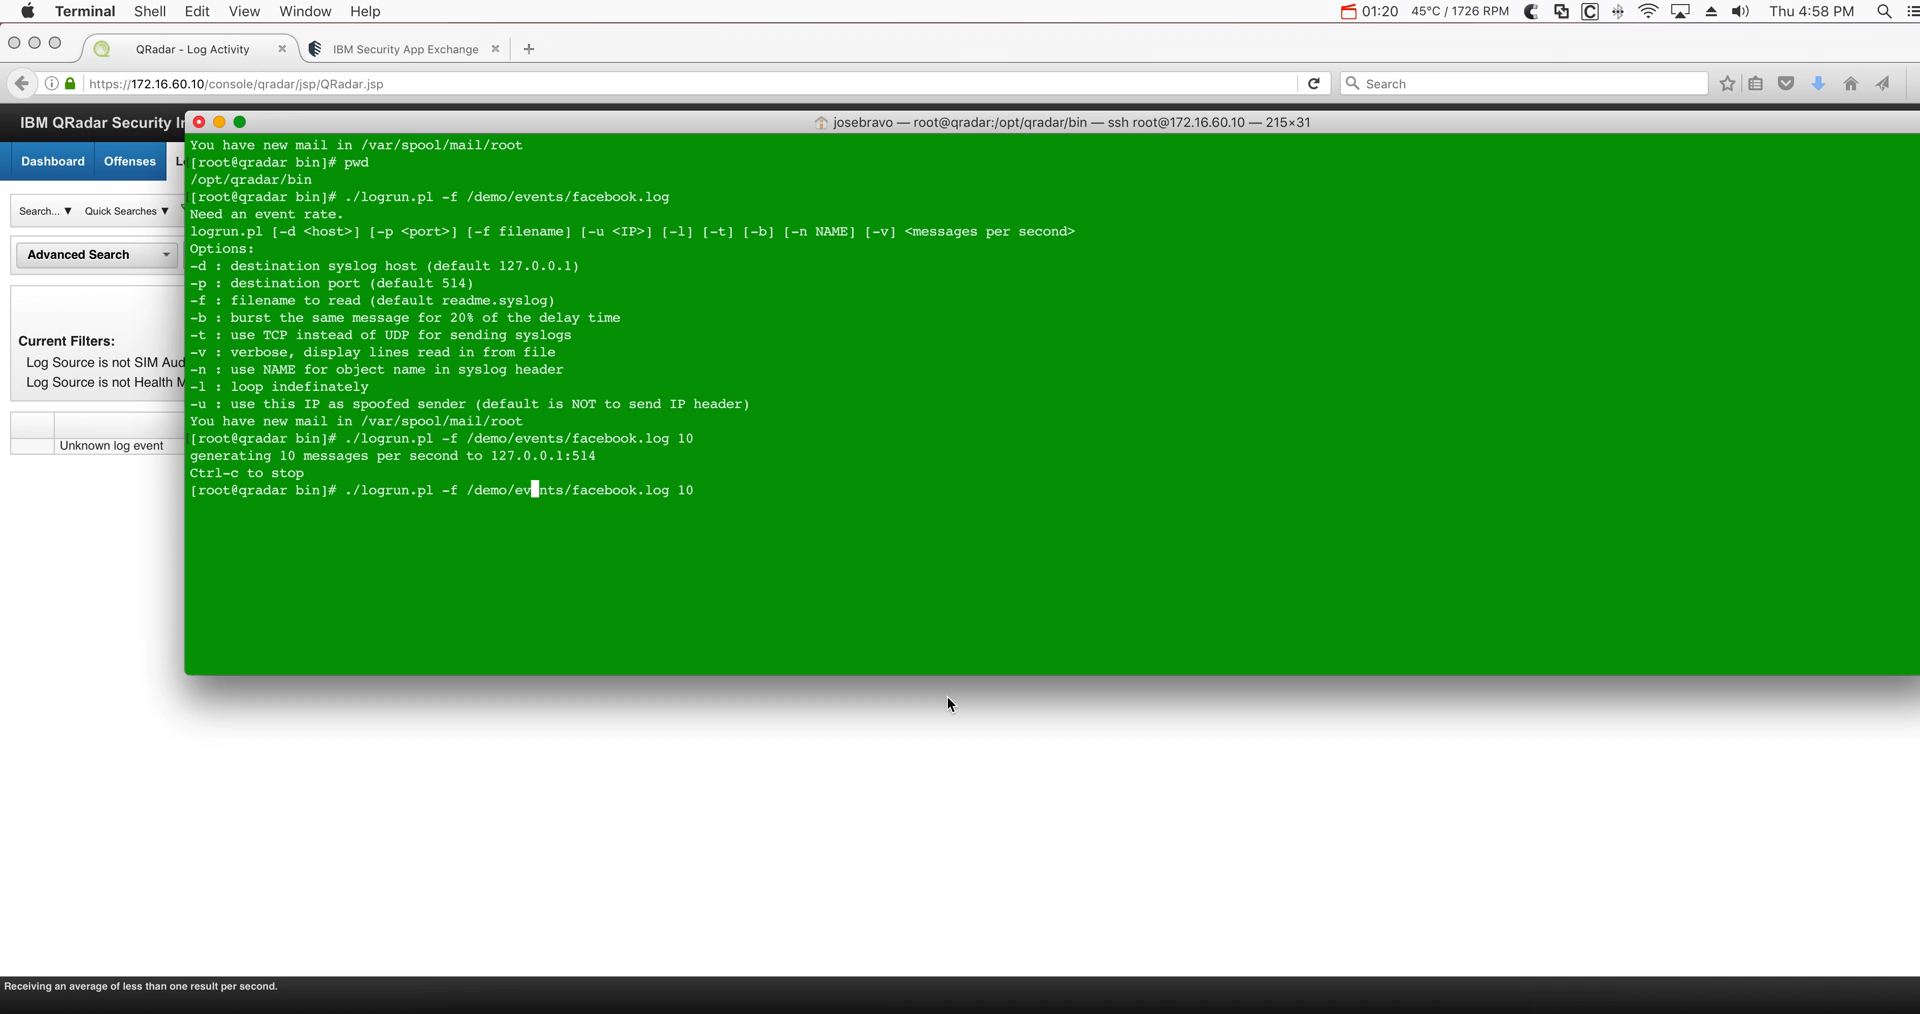 Terminal Shell Edit View Window Help 01:20 45°C / 1726 RPM Thu 4:58 PM
QRadar - Log Activity IBM Security App Exchange
https://172.16.60.10/console/qradar/jsp/QRadar.jsp Search
IBM QRadar Security In
josebravo — root@qradar:/opt/qradar/bin — ssh root@172.16.60.10 — 215×31
Dashboard Offenses L
Search... ▼ Quick Searches ▼
Advanced Search
Current Filters:
Log Source is not SIM Aud
Log Source is not Health M
Unknown log event
You have new mail in /var/spool/mail/root
[root@qradar bin]# pwd
/opt/qradar/bin
[root@qradar bin]# ./logrun.pl -f /demo/events/facebook.log
Need an event rate.
logrun.pl [-d <host>] [-p <port>] [-f filename] [-u <IP>] [-l] [-t] [-b] [-n NAME] [-v] <messages per second>
Options:
-d : destination syslog host (default 127.0.0.1)
-p : destination port (default 514)
-f : filename to read (default readme.syslog)
-b : burst the same message for 20% of the delay time
-t : use TCP instead of UDP for sending syslogs
-v : verbose, display lines read in from file
-n : use NAME for object name in syslog header
-l : loop indefinately
-u : use this IP as spoofed sender (default is NOT to send IP header)
You have new mail in /var/spool/mail/root
[root@qradar bin]# ./logrun.pl -f /demo/events/facebook.log 10
generating 10 messages per second to 127.0.0.1:514
Ctrl-c to stop
[root@qradar bin]# ./logrun.pl -f /demo/ev nts/facebook.log 10
Receiving an average of less than one result per second.